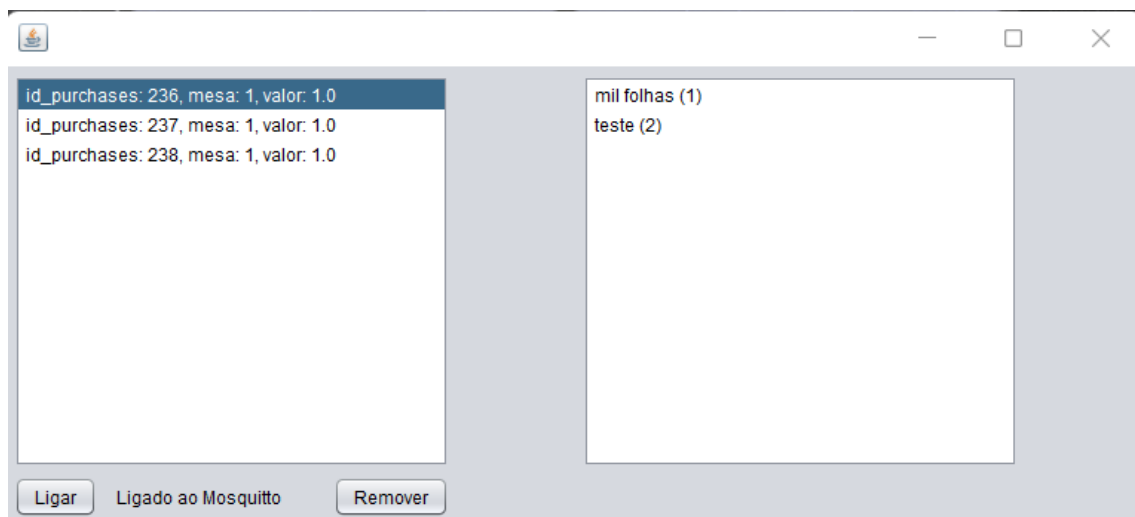 id_purchases: 236, mesa: 1, valor: 1.0
id_purchases: 237, mesa: 1, valor: 1.0
id_purchases: 238, mesa: 1, valor: 1.0
mil folhas (1)
teste (2)
Ligar Ligado ao Mosquitto Remover